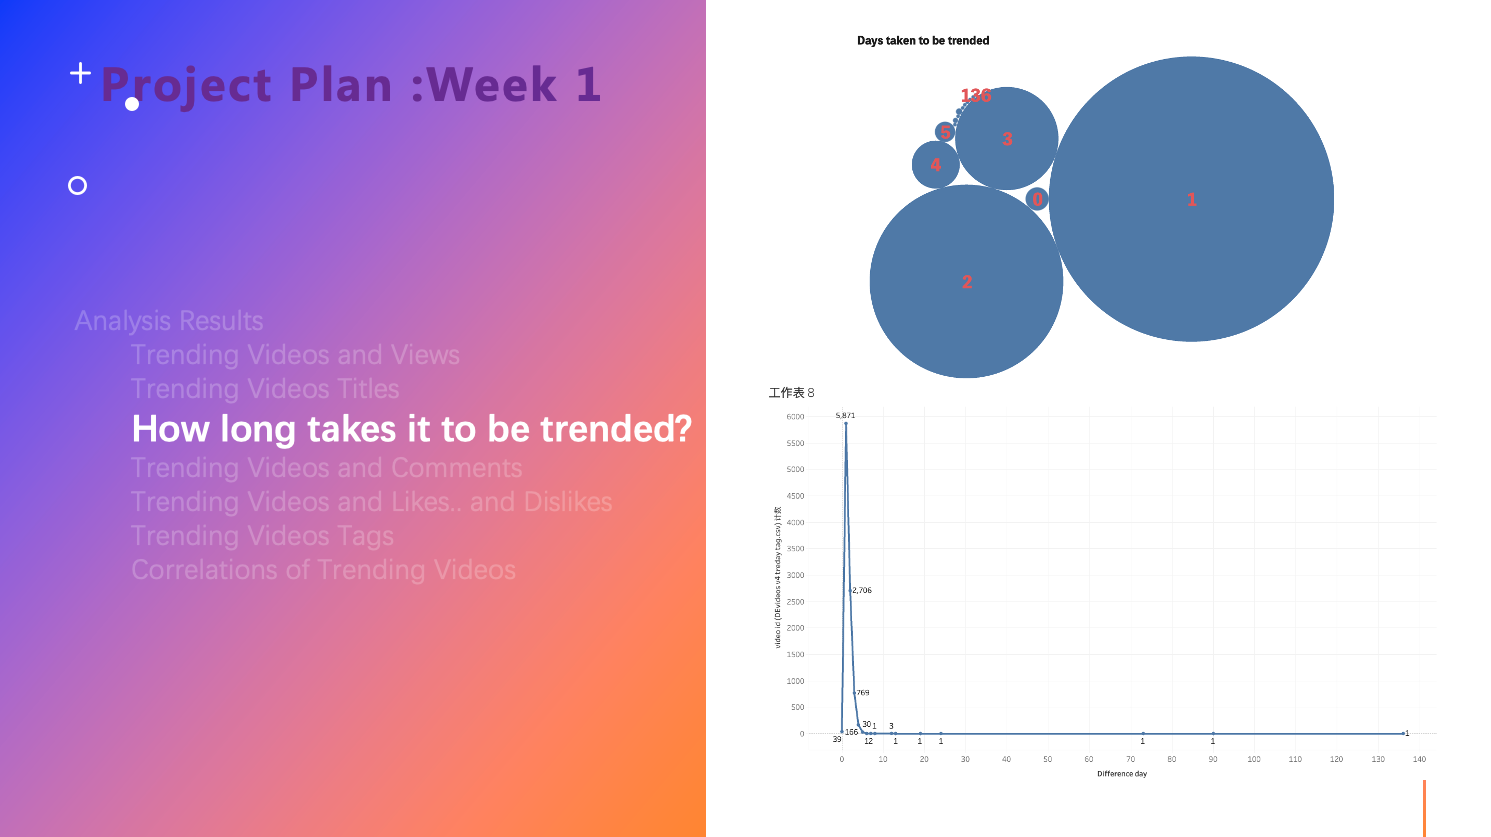 Project Plan :Week 1
Analysis Results
Trending Videos and Views
Trending Videos Titles
How long takes it to be trended?
Trending Videos and Comments
Trending Videos and Likes.. and Dislikes
Trending Videos Tags
Correlations of Trending Videos
Days taken to be trended
136
5
3
4
0
1
2
工作表 8
video id (DEvideos v4 treday tag.csv) 计数
6000
5500
5000
4500
4000
3500
3000
2500
2000
1500
1000
500
0
5,871
2,706
769
39
166
30
12
1
3
1
1
1
1
1
1
0 10 20 30 40 50 60 70 80 90 100 110 120 130 140
Difference day